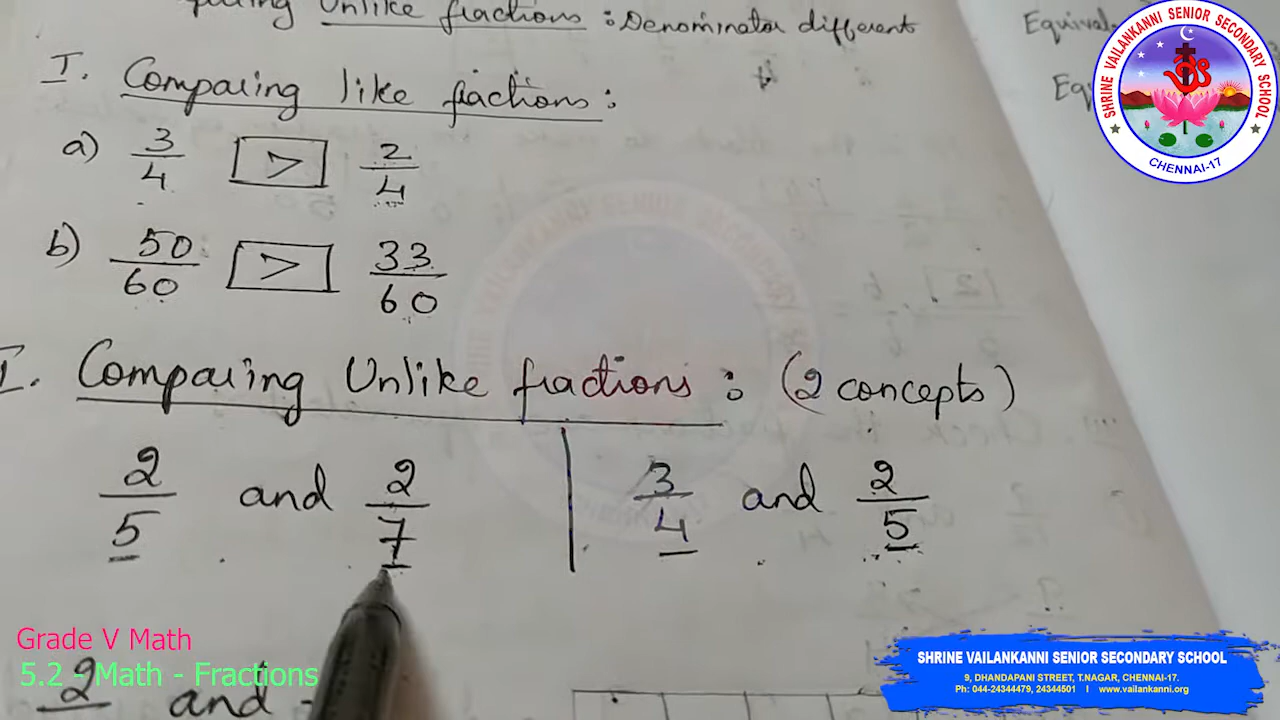 Unlike fractions : Denominator different
I. Comparing like fractions :
a) 3/4 > 2/4
b) 50/60 > 33/60
I. Comparing Unlike fractions : (2 concepts)
2/5 and 2/7 | 3/4 and 2/5
2 and
SHRINE VAILANKANNI SENIOR SECONDARY SCHOOL
CHENNAI-17
Grade V Math
5.2 - Math - Fractions
SHRINE VAILANKANNI SENIOR SECONDARY SCHOOL
9, DHANDAPANI STREET, T.NAGAR, CHENNAI-17.
Ph: 044-24344479, 24344501 I www.vailankanni.org